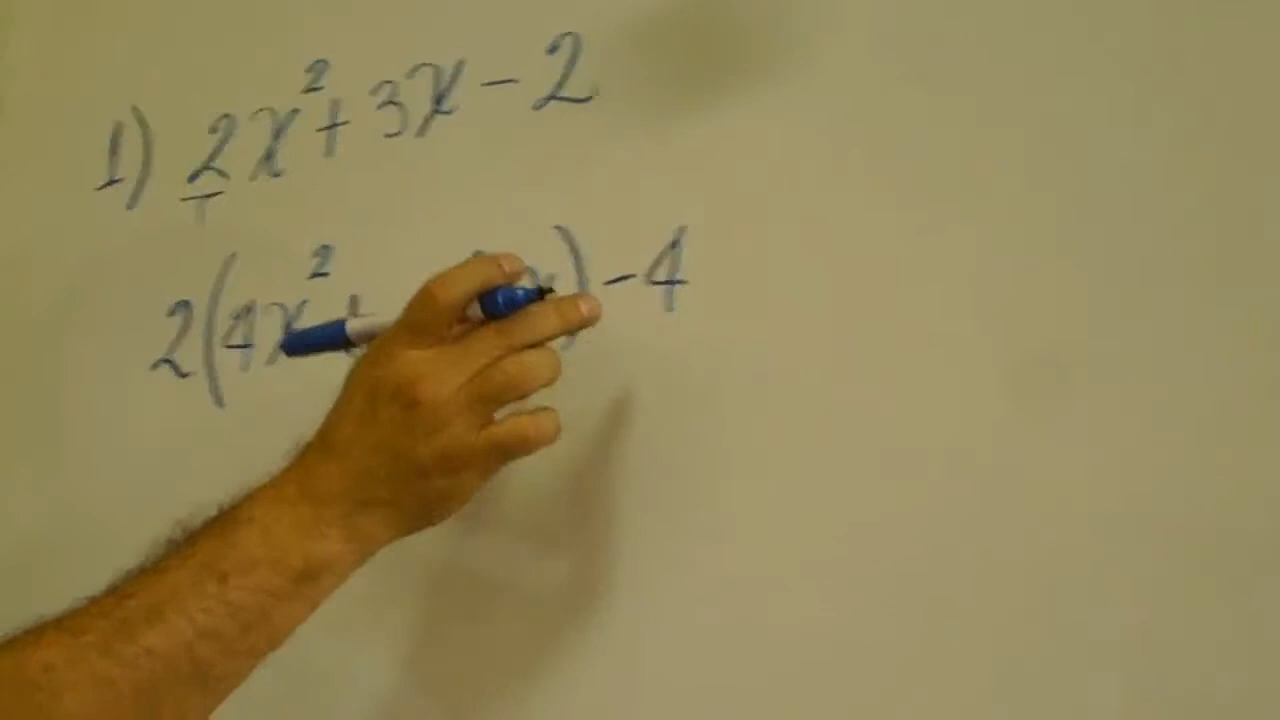 1) 2x² + 3x - 2
2(4x² + ) - 4